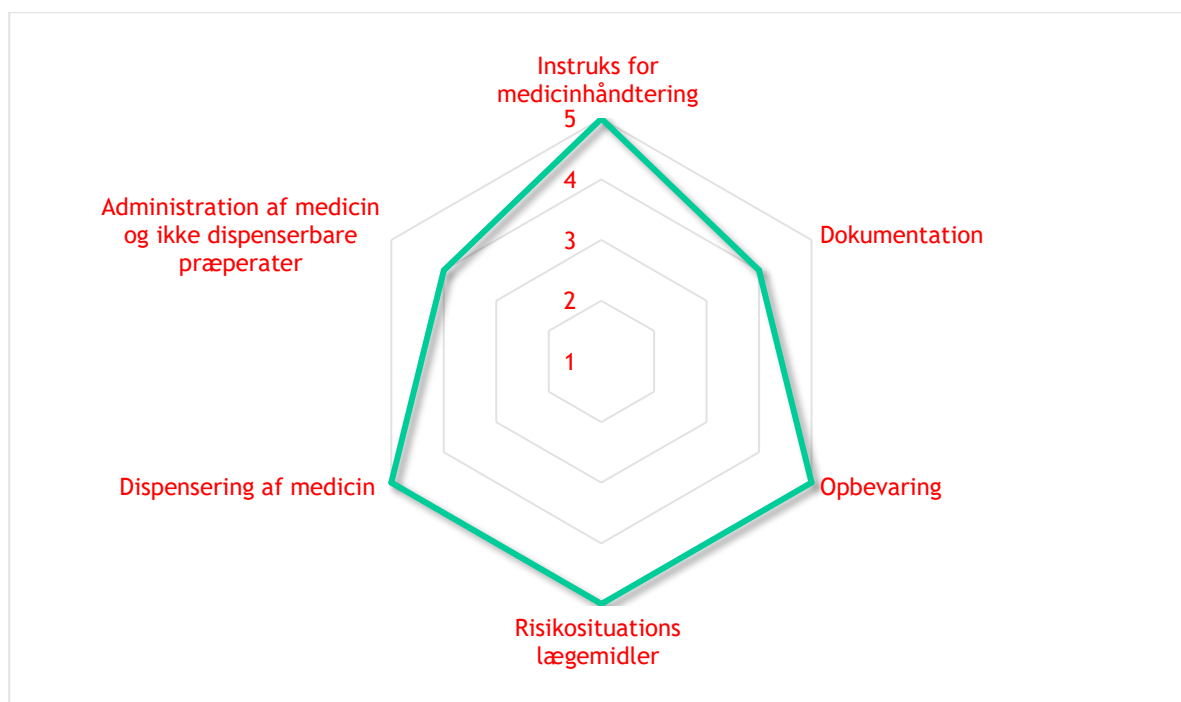 Instruks for
medicinhåndtering
5
4
3
2
1
Dokumentation
Opbevaring
Risikosituations
lægemidler
Dispensering af medicin
Administration af medicin
og ikke dispenserbare
præperater